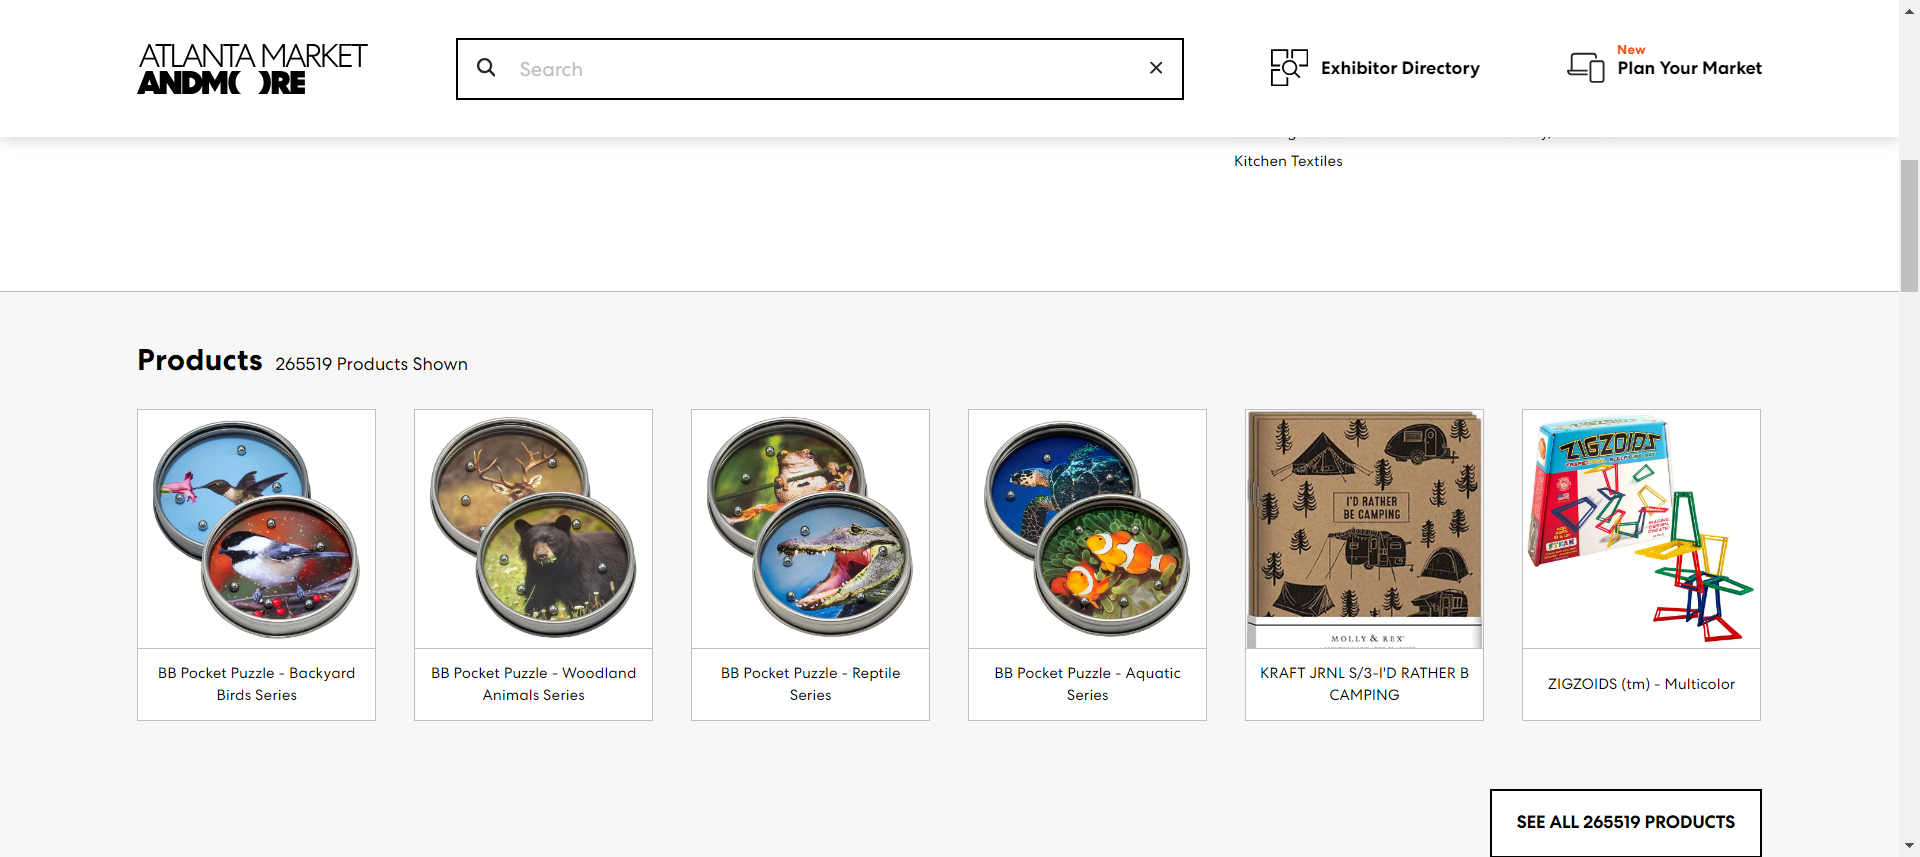 ATLANTA MARKET
ANDMORE
Search
Exhibitor Directory
New
Plan Your Market
Kitchen Textiles
Products 265519 Products Shown
I'D RATHER
BE CAMPING
MOLLY & REX
ZIGZOIDS
STEAM
BB Pocket Puzzle - Backyard
Birds Series
BB Pocket Puzzle - Woodland
Animals Series
BB Pocket Puzzle - Reptile
Series
BB Pocket Puzzle - Aquatic
Series
KRAFT JRNL S/3-I'D RATHER B
CAMPING
ZIGZOIDS (tm) - Multicolor
SEE ALL 265519 PRODUCTS